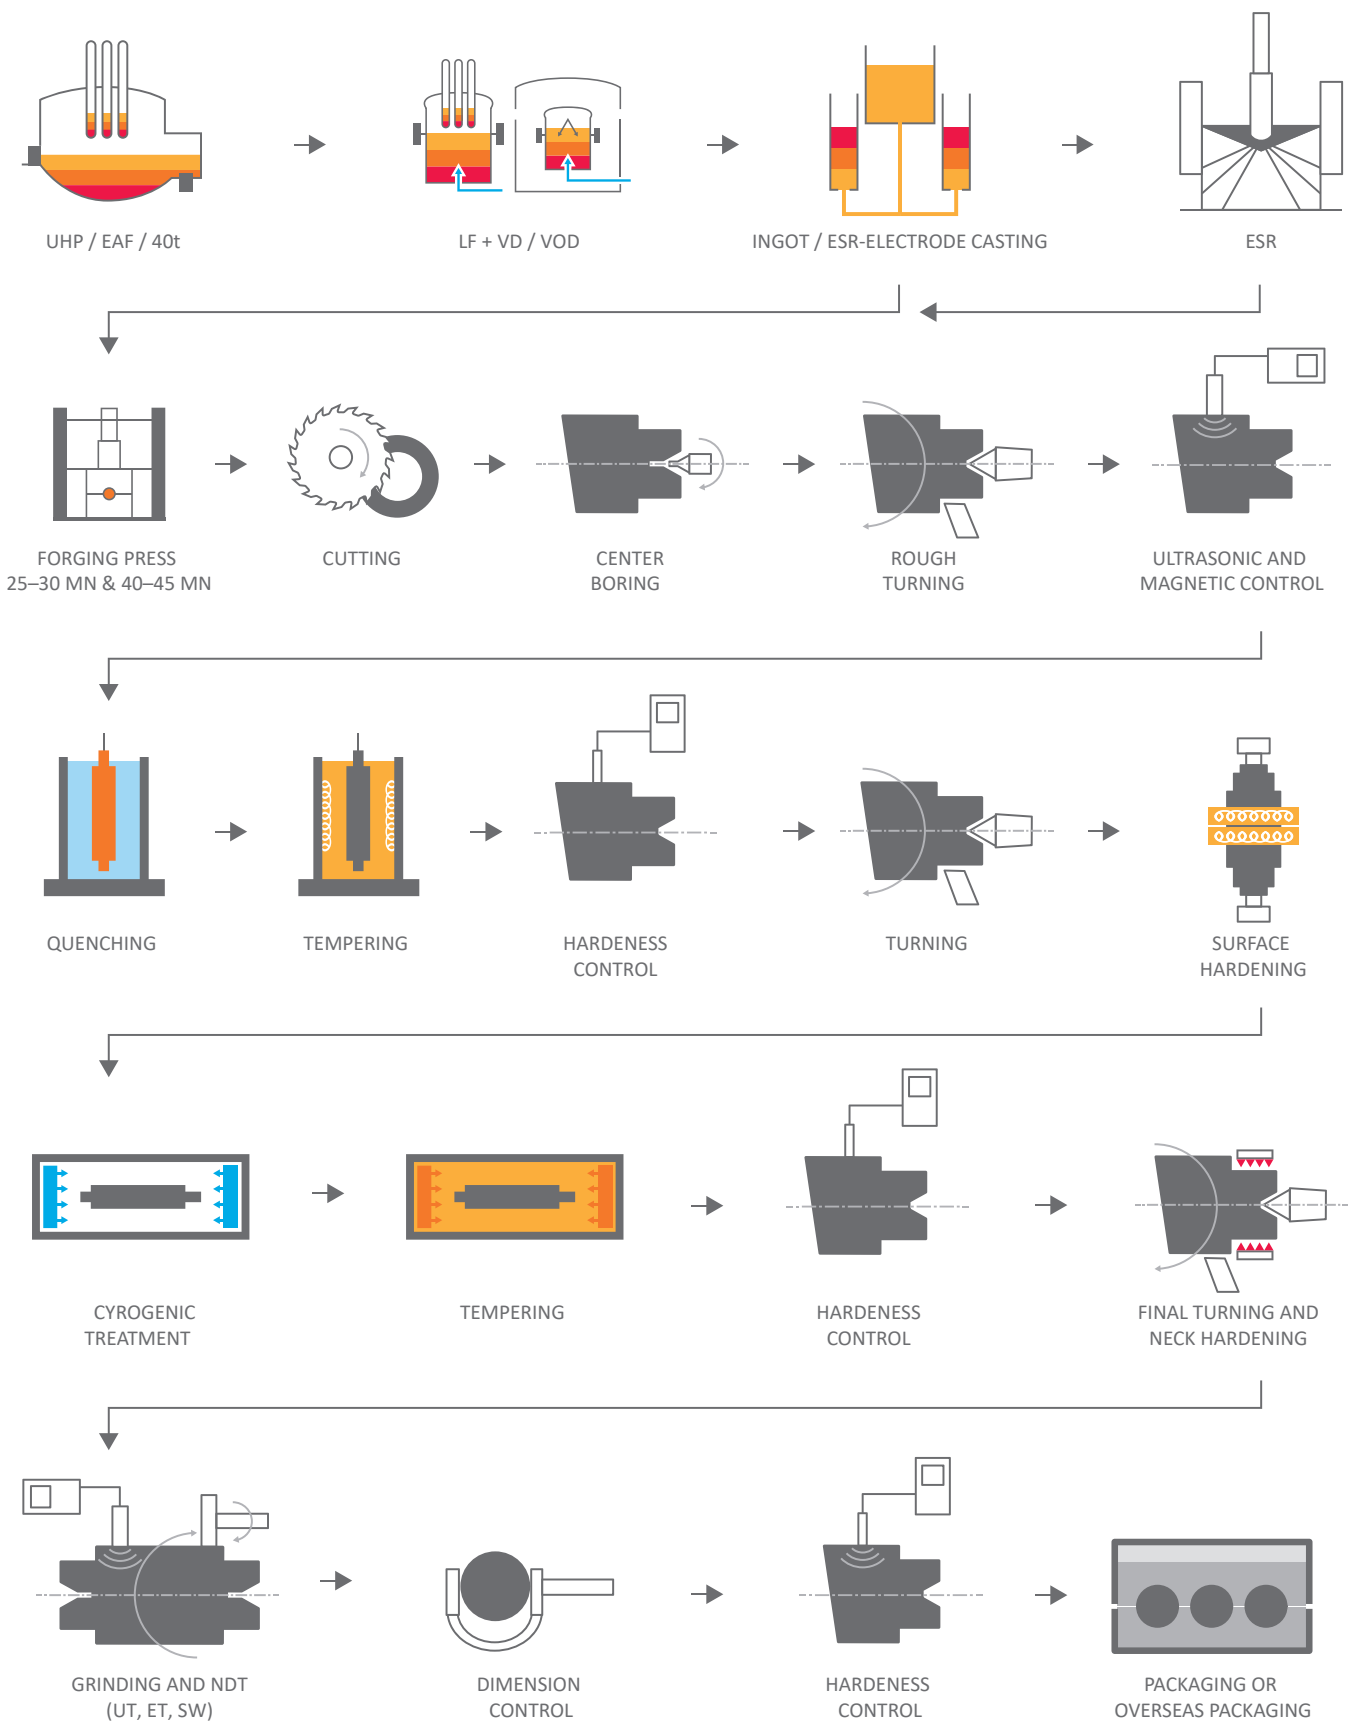 UHP / EAF / 40t
LF + VD / VOD
INGOT / ESR-ELECTRODE CASTING
ESR
FORGING PRESS
25–30 MN & 40–45 MN
CUTTING
CENTER
BORING
ROUGH
TURNING
ULTRASONIC AND
MAGNETIC CONTROL
QUENCHING
TEMPERING
HARDENESS
CONTROL
TURNING
SURFACE
HARDENING
CYROGENIC
TREATMENT
TEMPERING
HARDENESS
CONTROL
FINAL TURNING AND
NECK HARDENING
GRINDING AND NDT
(UT, ET, SW)
DIMENSION
CONTROL
HARDENESS
CONTROL
PACKAGING OR
OVERSEAS PACKAGING